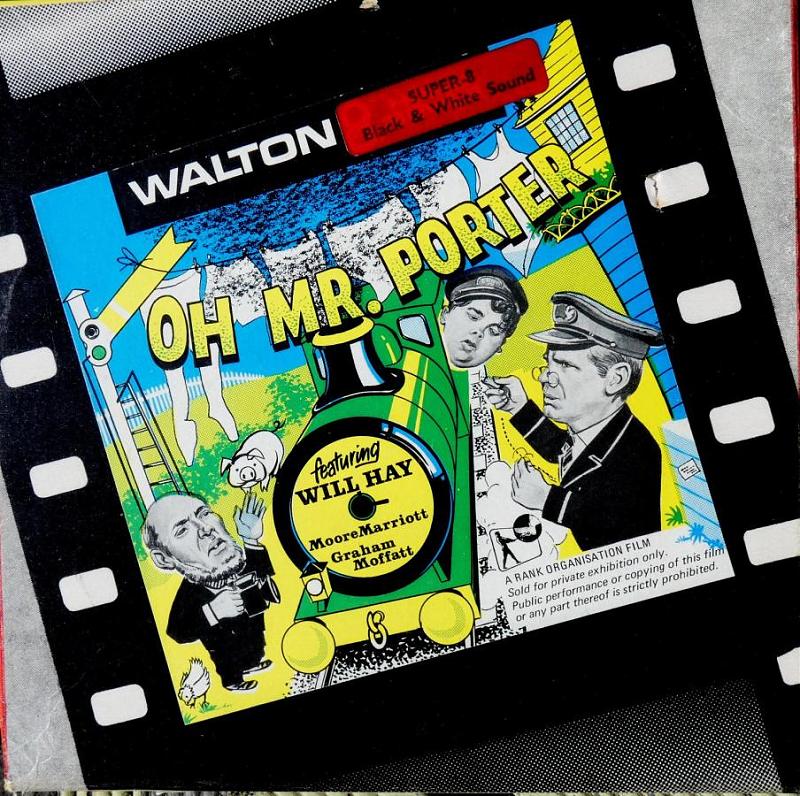 SUPER-8
Black & White Sound
WALTON
OH MR. PORTER
featuring
WILL HAY
Moore Marriott
Graham
Moffatt
A RANK ORGANISATION FILM
Sold for private exhibition only.
Public performance or copying of this film
or any part thereof is strictly prohibited.